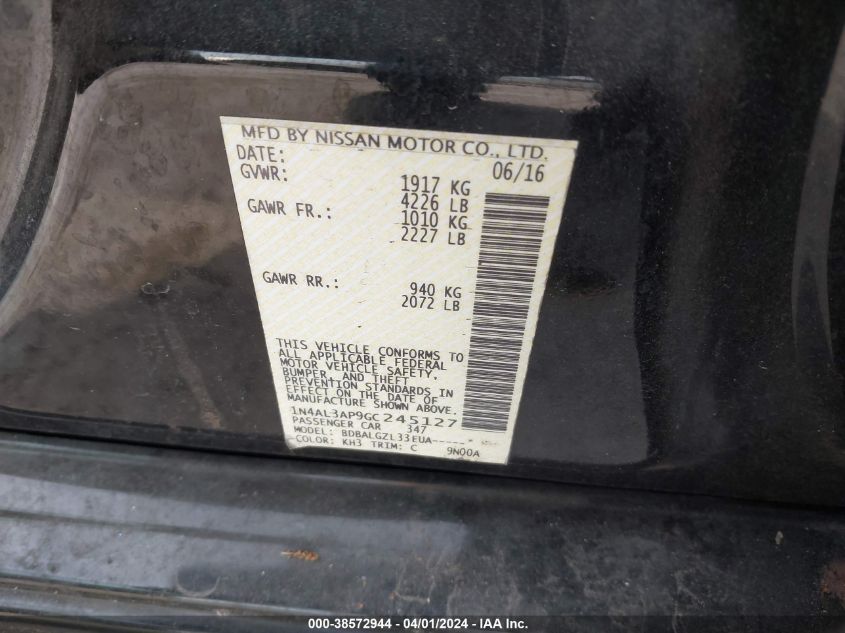 MFD BY NISSAN MOTOR CO., LTD.
DATE: 06/16
GVWR: 1917 KG
4226 LB
GAWR FR.: 1010 KG
2227 LB
GAWR RR.: 940 KG
2072 LB
THIS VEHICLE CONFORMS TO
ALL APPLICABLE FEDERAL
MOTOR VEHICLE SAFETY,
BUMPER, AND THEFT
PREVENTION STANDARDS IN
EFFECT ON THE DATE OF
MANUFACTURE SHOWN ABOVE.
1N4AL3AP9GC245127
PASSENGER CAR 347
MODEL: BDBALGZL33EUA-----
COLOR: KH3 TRIM: C 9N00A
000-38572944 - 04/01/2024 - IAA Inc.